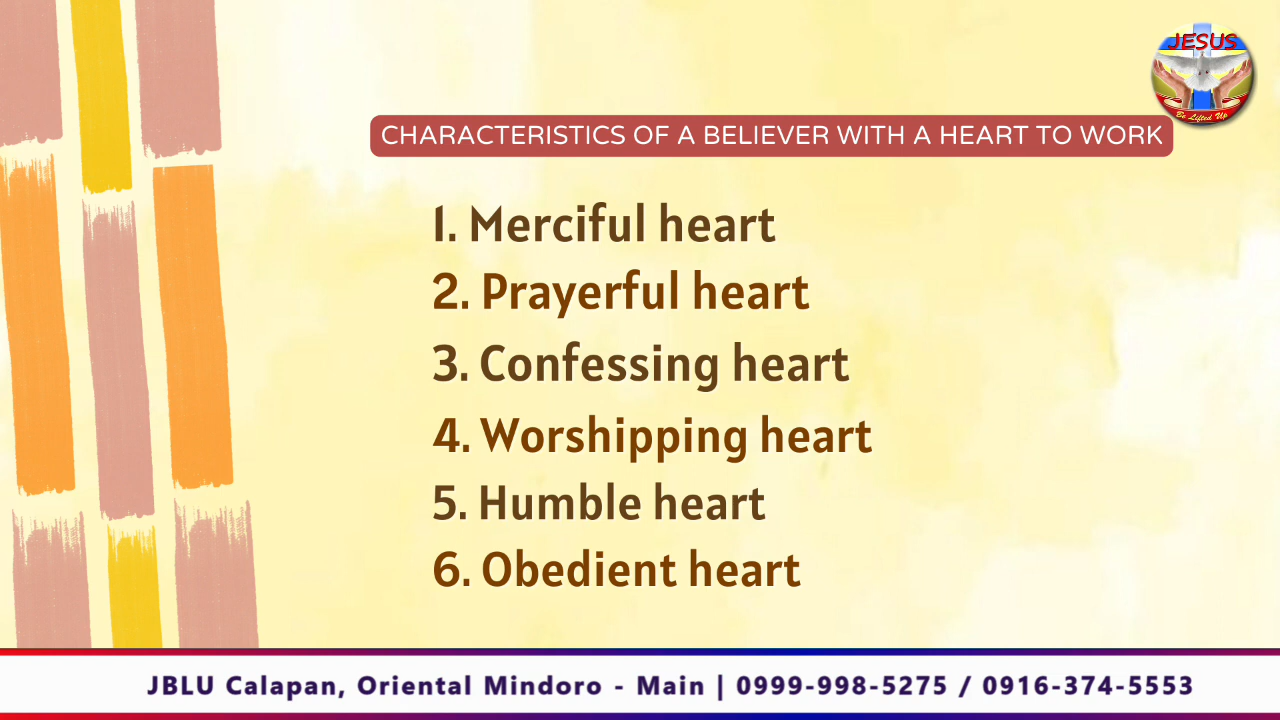 JESUS
Be Lifted Up
CHARACTERISTICS OF A BELIEVER WITH A HEART TO WORK
1. Merciful heart
2. Prayerful heart
3. Confessing heart
4. Worshipping heart
5. Humble heart
6. Obedient heart
JBLU Calapan, Oriental Mindoro - Main | 0999-998-5275 / 0916-374-5553